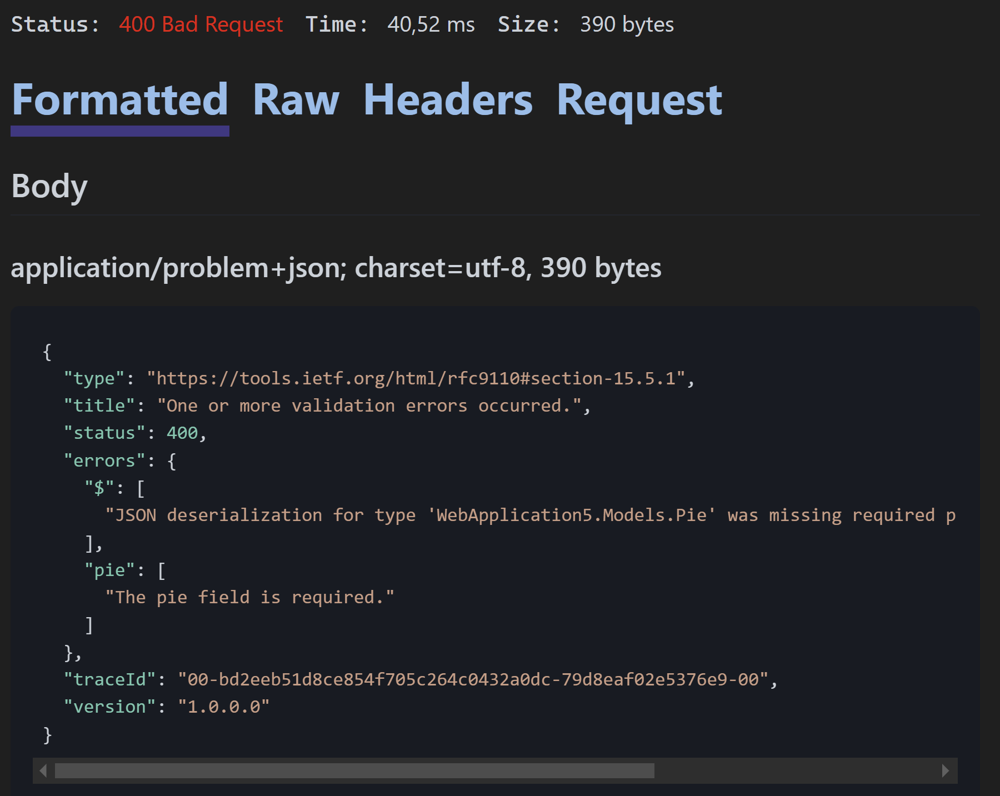 Status: 400 Bad Request Time: 40,52 ms Size: 390 bytes
Formatted Raw Headers Request
Body
application/problem+json; charset=utf-8, 390 bytes
{
"type": "https://tools.ietf.org/html/rfc9110#section-15.5.1",
"title": "One or more validation errors occurred.",
"status": 400,
"errors": {
"$": [
"JSON deserialization for type 'WebApplication5.Models.Pie' was missing required p
],
"pie": [
"The pie field is required."
]
},
"traceId": "00-bd2eeb51d8ce854f705c264c0432a0dc-79d8eaf02e5376e9-00",
"version": "1.0.0.0"
}